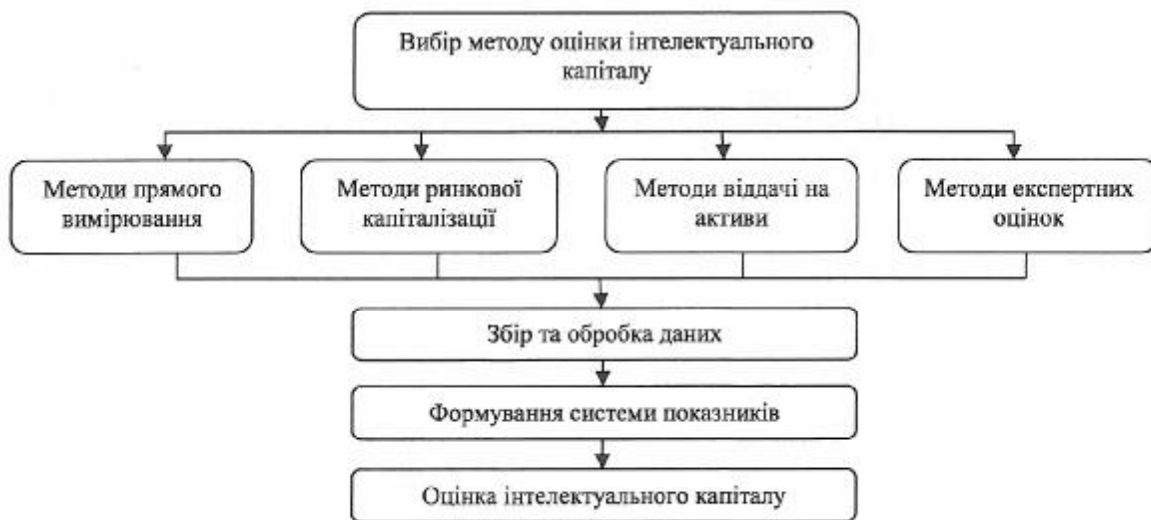 Вибір методу оцінки інтелектуального
капіталу
Методи прямого
вимірювання
Методи ринкової
капіталізації
Методи віддачі на
активи
Методи експертних
оцінок
Збір та обробка даних
Формування системи показників
Оцінка інтелектуального капіталу